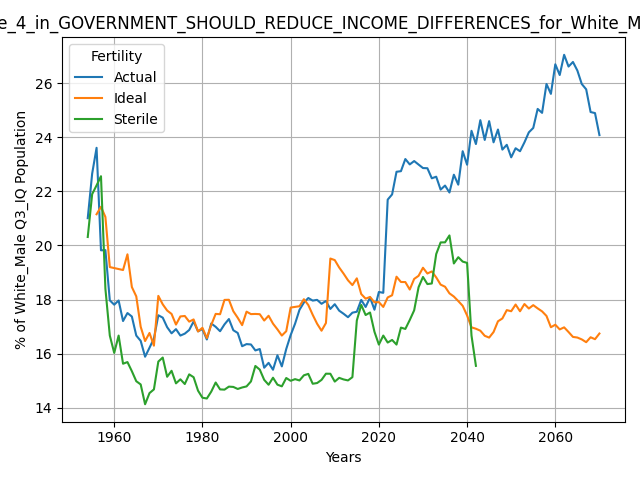 e_4_in_GOVERNMENT_SHOULD_REDUCE_INCOME_DIFFERENCES_for_White_M
Fertility
Actual
Ideal
Sterile
% of White_Male Q3_IQ Population
26
24
22
20
18
16
14
1960
1980
2000
2020
2040
2060
Years